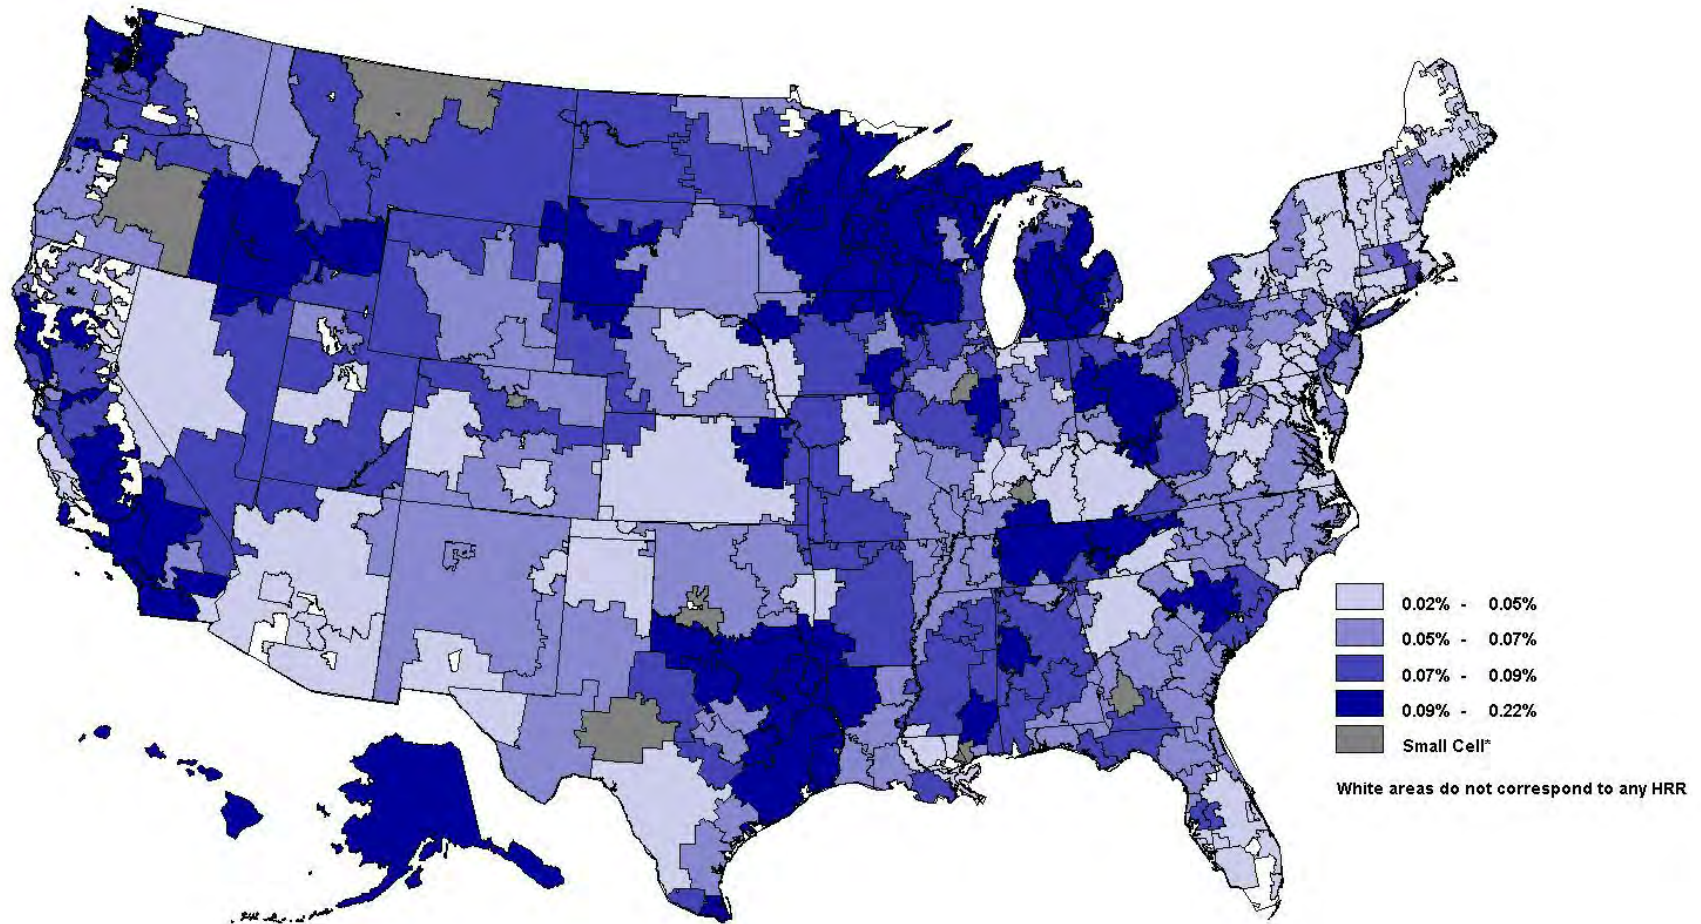 0.02% - 0.05%
0.05% - 0.07%
0.07% - 0.09%
0.09% - 0.22%
Small Cell*
White areas do not correspond to any HRR